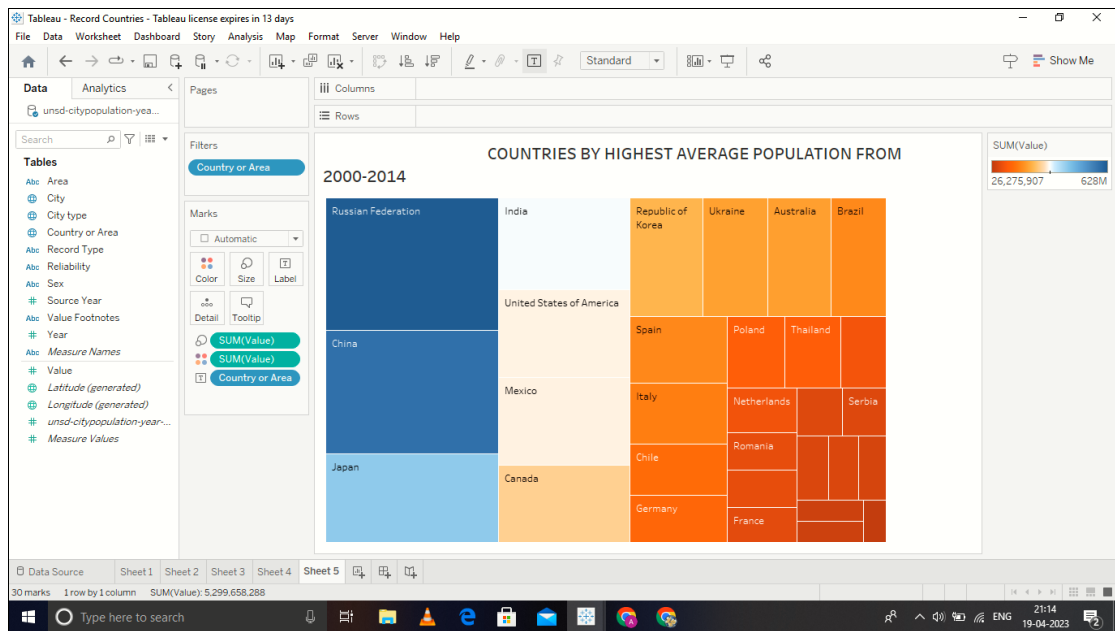 Tableau - Record Countries - Tableau license expires in 13 days
File Data Worksheet Dashboard Story Analysis Map Format Server Window Help
Standard
Show Me
Data Analytics
unsd-citypopulation-yea...
Search
Tables
Abc Area
City
City type
Country or Area
Abc Record Type
Abc Reliability
Abc Sex
# Source Year
Abc Value Footnotes
# Year
Abc Measure Names
# Value
Latitude (generated)
Longitude (generated)
# unsd-citypopulation-year-...
# Measure Values
Pages
Filters
Country or Area
Marks
Automatic
Color Size Label
Detail Tooltip
SUM(Value)
SUM(Value)
T Country or Area
Columns
Rows
COUNTRIES BY HIGHEST AVERAGE POPULATION FROM
2000-2014
Russian Federation
China
Japan
India
United States of America
Mexico
Canada
Republic of
Korea
Ukraine
Australia
Brazil
Spain
Italy
Chile
Germany
Poland
Thailand
Netherlands
Serbia
Romania
France
SUM(Value)
26,275,907 628M
Data Source Sheet 1 Sheet 2 Sheet 3 Sheet 4 Sheet 5
30 marks 1 row by 1 column SUM(Value): 5,299,658,288
Type here to search
ENG
21:14
19-04-2023
2